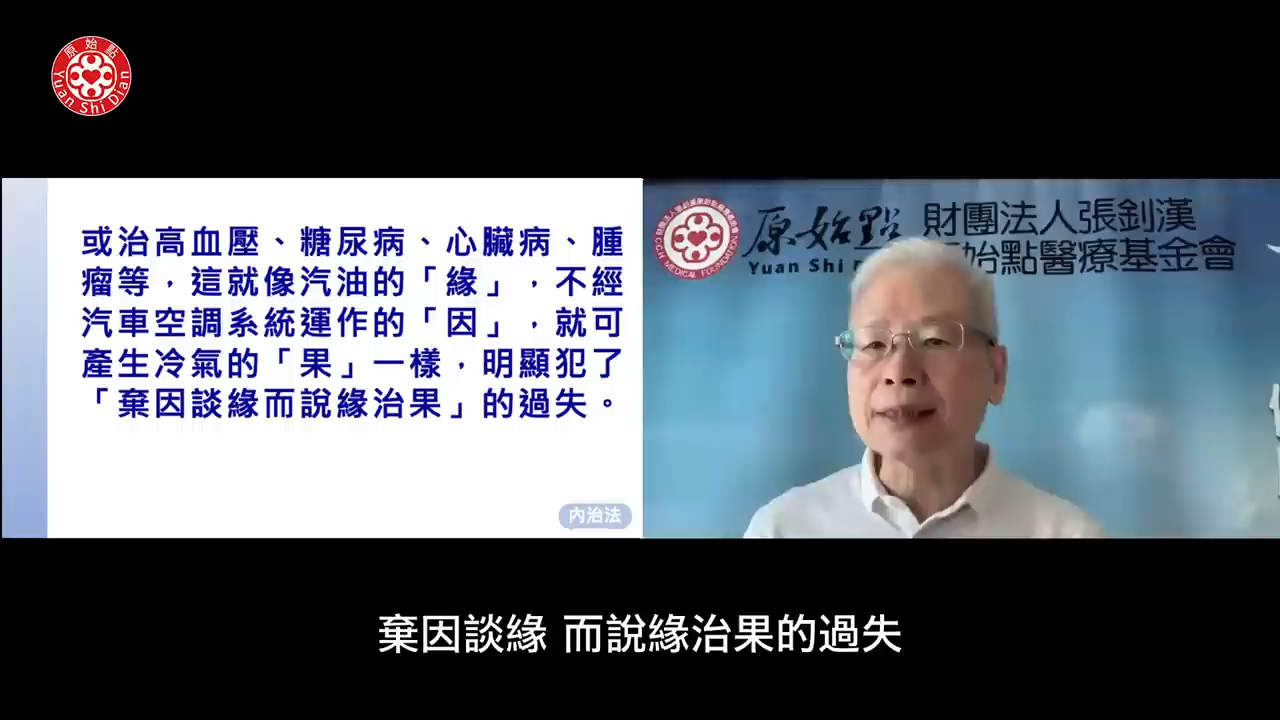 原始點
Yuan Shi Dian
或治高血壓、糖尿病、心臟病、腫
瘤等，這就像汽油的「緣」，不經
汽車空調系統運作的「因」，就可
產生冷氣的「果」一樣，明顯犯了
「棄因談緣而說緣治果」的過失。
內治法
原始點
Yuan Shi
財團法人張釗漢
始點醫療基金會
棄因談緣 而說緣治果的過失